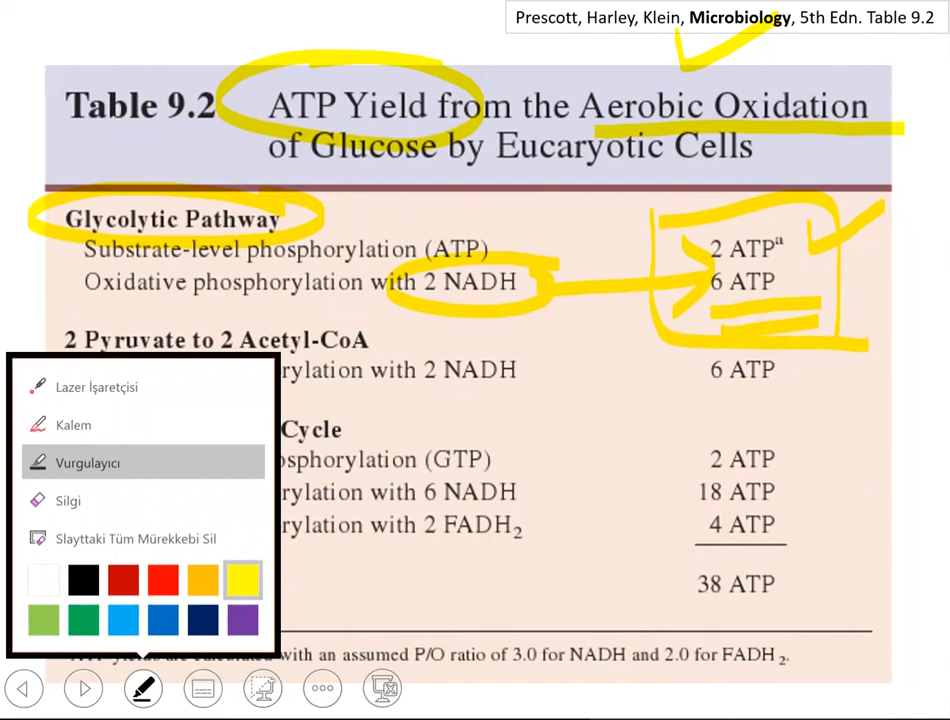 Prescott, Harley, Klein, Microbiology, 5th Edn. Table 9.2
Table 9.2 ATP Yield from the Aerobic Oxidation
of Glucose by Eucaryotic Cells
Glycolytic Pathway
Substrate-level phosphorylation (ATP) 2 ATPa
Oxidative phosphorylation with 2 NADH 6 ATP
2 Pyruvate to 2 Acetyl-CoA
rylation with 2 NADH 6 ATP
Cycle
sphorylation (GTP) 2 ATP
rylation with 6 NADH 18 ATP
rylation with 2 FADH2 4 ATP
38 ATP
with an assumed P/O ratio of 3.0 for NADH and 2.0 for FADH2.
Lazer İşaretçisi
Kalem
Vurgulayıcı
Silgi
Slayttaki Tüm Mürekkebi Sil